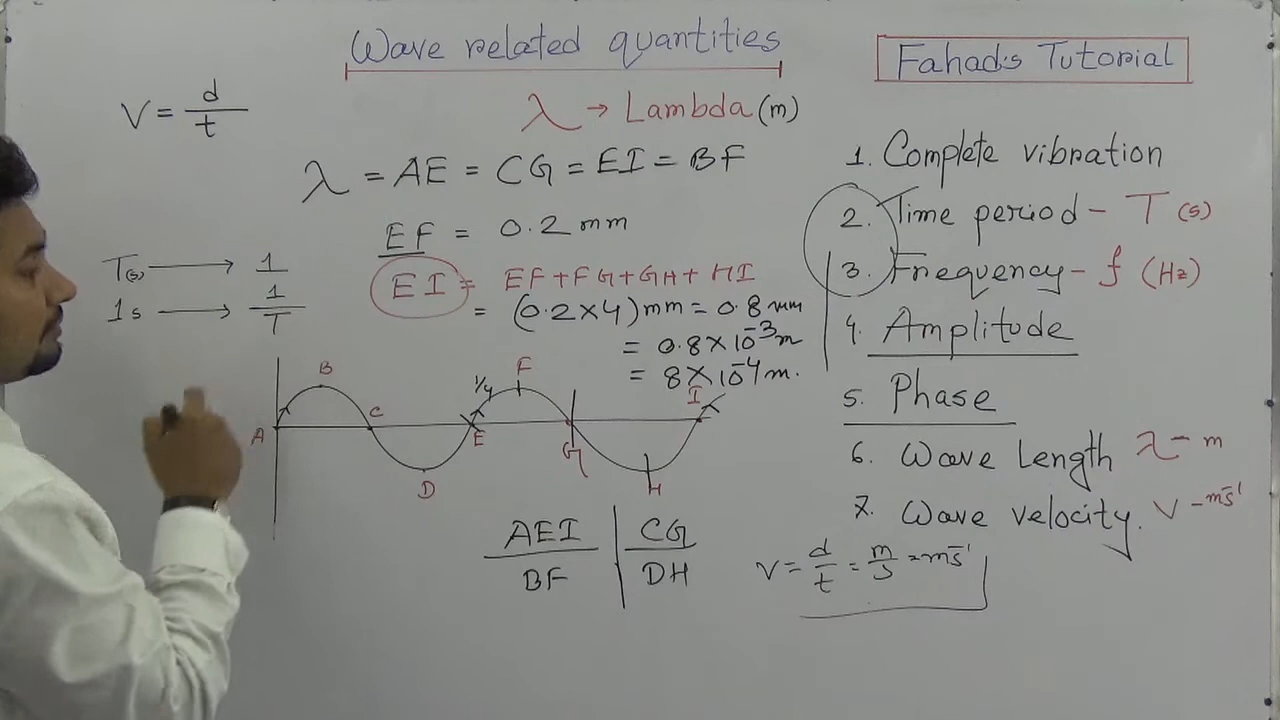 Wave related quantities
Fahads Tutorial
V = d/t
λ → Lambda (m)
λ = AE = CG = EI = BF
EF = 0.2 mm
EI = EF+FG+GH+HI
= (0.2×4) mm = 0.8 mm
= 0.8×10⁻³m
= 8×10⁻⁴m.
T(s) → 1
1s → 1/T
1. Complete vibration
2. Time period - T (s)
3. Frequency - f (Hz)
4. Amplitude
5. Phase
6. Wave Length λ - m
7. Wave velocity. V - ms⁻¹
V = d/t = m/s = ms⁻¹
A
B
C
D
E
1/4
F
G
H
I
AEI | CG
BF | DH